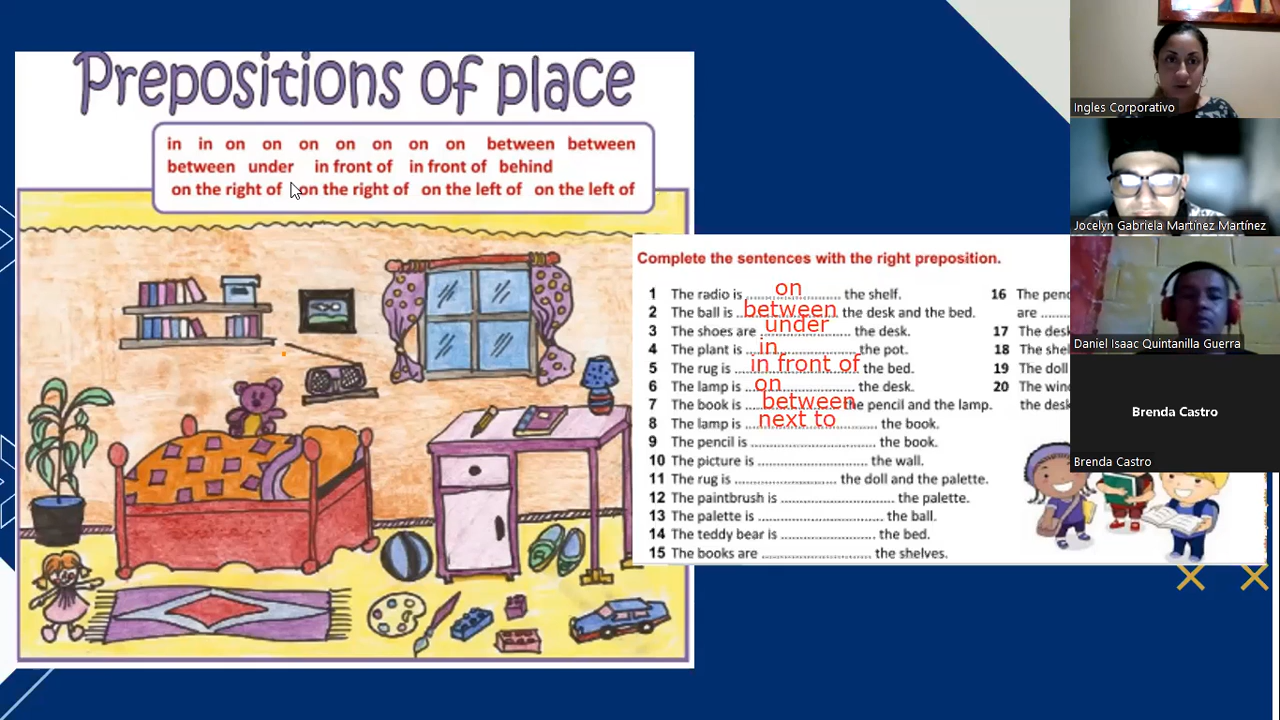 Prepositions of place
in in on on on on on on on between between
between under in front of in front of behind
on the right of on the right of on the left of on the left of
Complete the sentences with the right preposition.
1 The radio is ........ on ........ the shelf.
2 The ball is ........ between ........ the desk and the bed.
3 The shoes are ........ under ........ the desk.
4 The plant is ........ in ........ the pot.
5 The rug is ........ in front of ........ the bed.
6 The lamp is ........ on ........ the desk.
7 The book is ........ between ........ the pencil and the lamp.
8 The lamp is ........ next to ........ the book.
9 The pencil is ........ the book.
10 The picture is ........ the wall.
11 The rug is ........ the doll and the palette.
12 The paintbrush is ........ the palette.
13 The palette is ........ the ball.
14 The teddy bear is ........ the bed.
15 The books are ........ the shelves.
16 The penc
are ........
17 The desk
18 The shel
19 The doll
20 The wind
the desk
Ingles Corporativo
Jocelyn Gabriela Martínez Martínez
Daniel Isaac Quintanilla Guerra
Brenda Castro
Brenda Castro